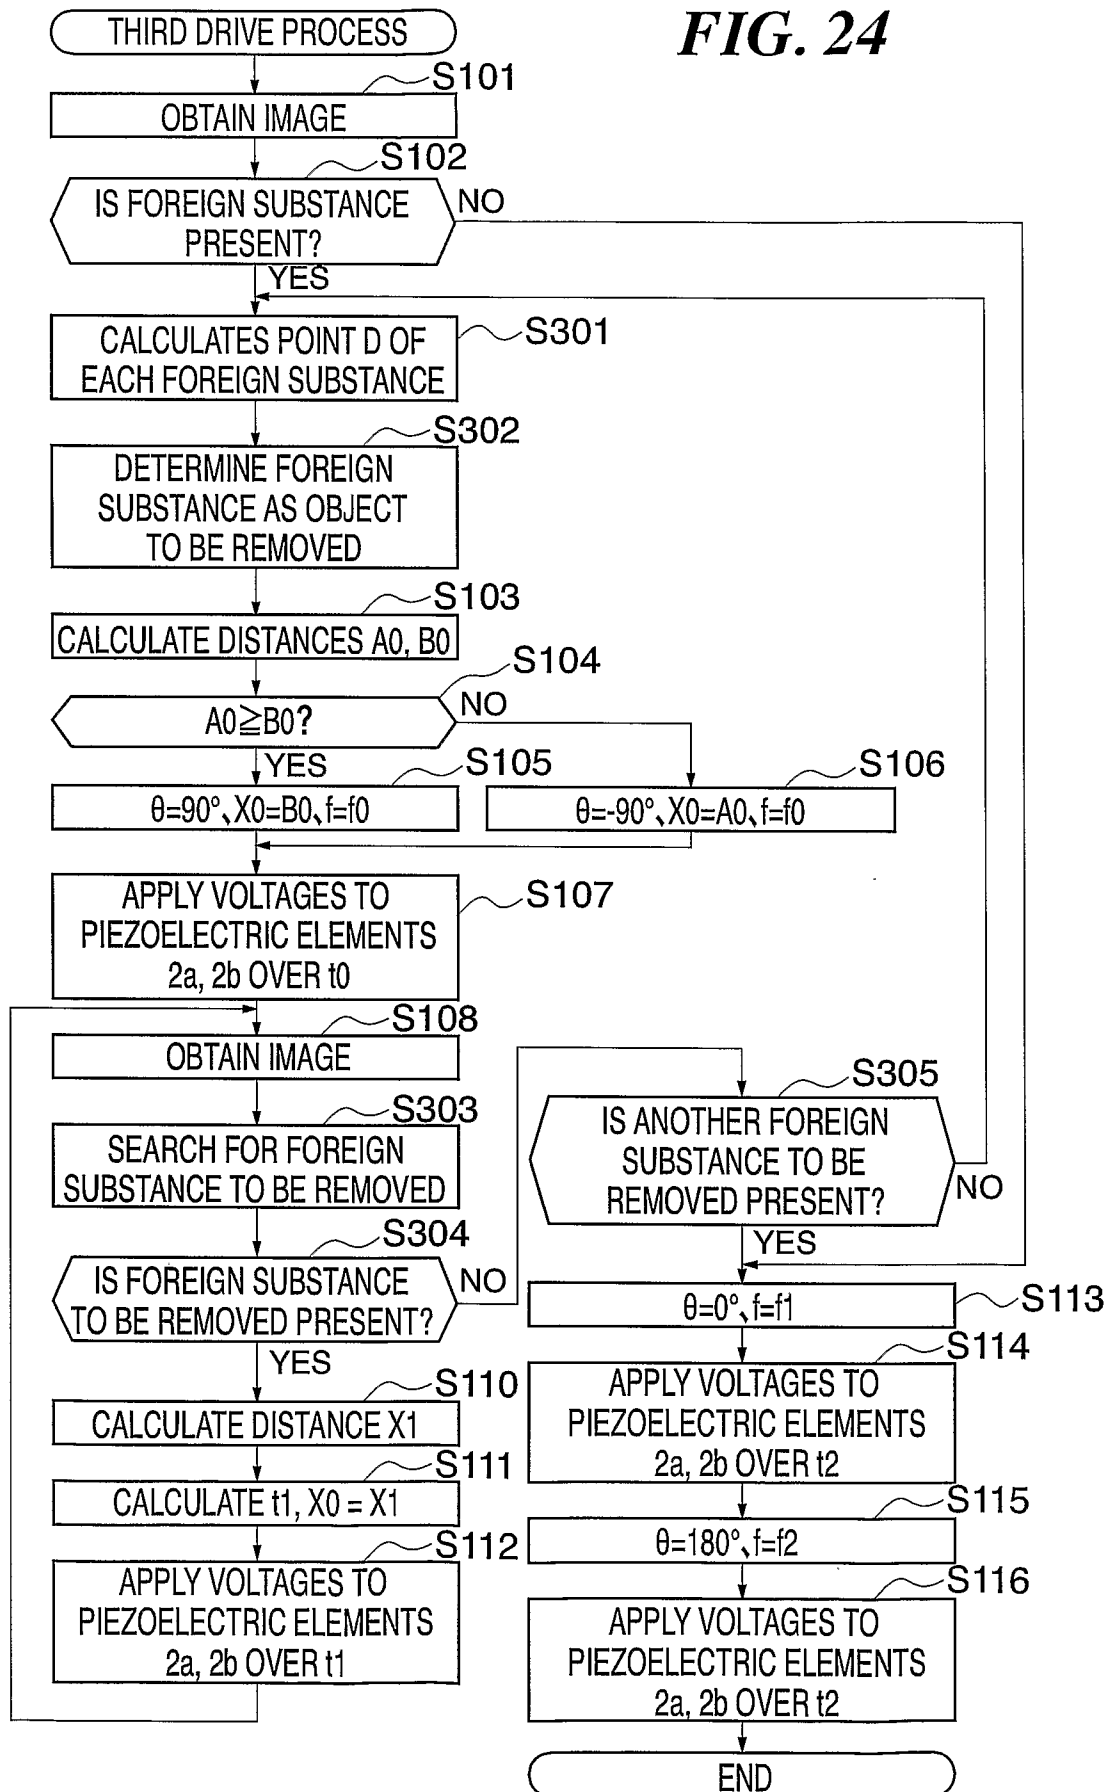 FIG. 24
THIRD DRIVE PROCESS
S101
OBTAIN IMAGE
S102
IS FOREIGN SUBSTANCE
PRESENT?
NO
YES
S301
CALCULATES POINT D OF
EACH FOREIGN SUBSTANCE
S302
DETERMINE FOREIGN
SUBSTANCE AS OBJECT
TO BE REMOVED
S103
CALCULATE DISTANCES A0, B0
S104
A0≧B0?
NO
YES
S105
θ=90°、X0=B0、f=f0
S106
θ=-90°、X0=A0、f=f0
S107
APPLY VOLTAGES TO
PIEZOELECTRIC ELEMENTS
2a, 2b OVER t0
S108
OBTAIN IMAGE
S303
SEARCH FOR FOREIGN
SUBSTANCE TO BE REMOVED
S304
IS FOREIGN SUBSTANCE
TO BE REMOVED PRESENT?
NO
YES
S110
CALCULATE DISTANCE X1
S111
CALCULATE t1, X0 = X1
S112
APPLY VOLTAGES TO
PIEZOELECTRIC ELEMENTS
2a, 2b OVER t1
S305
IS ANOTHER FOREIGN
SUBSTANCE TO BE
REMOVED PRESENT?
NO
YES
S113
θ=0°、f=f1
S114
APPLY VOLTAGES TO
PIEZOELECTRIC ELEMENTS
2a, 2b OVER t2
S115
θ=180°、f=f2
S116
APPLY VOLTAGES TO
PIEZOELECTRIC ELEMENTS
2a, 2b OVER t2
END